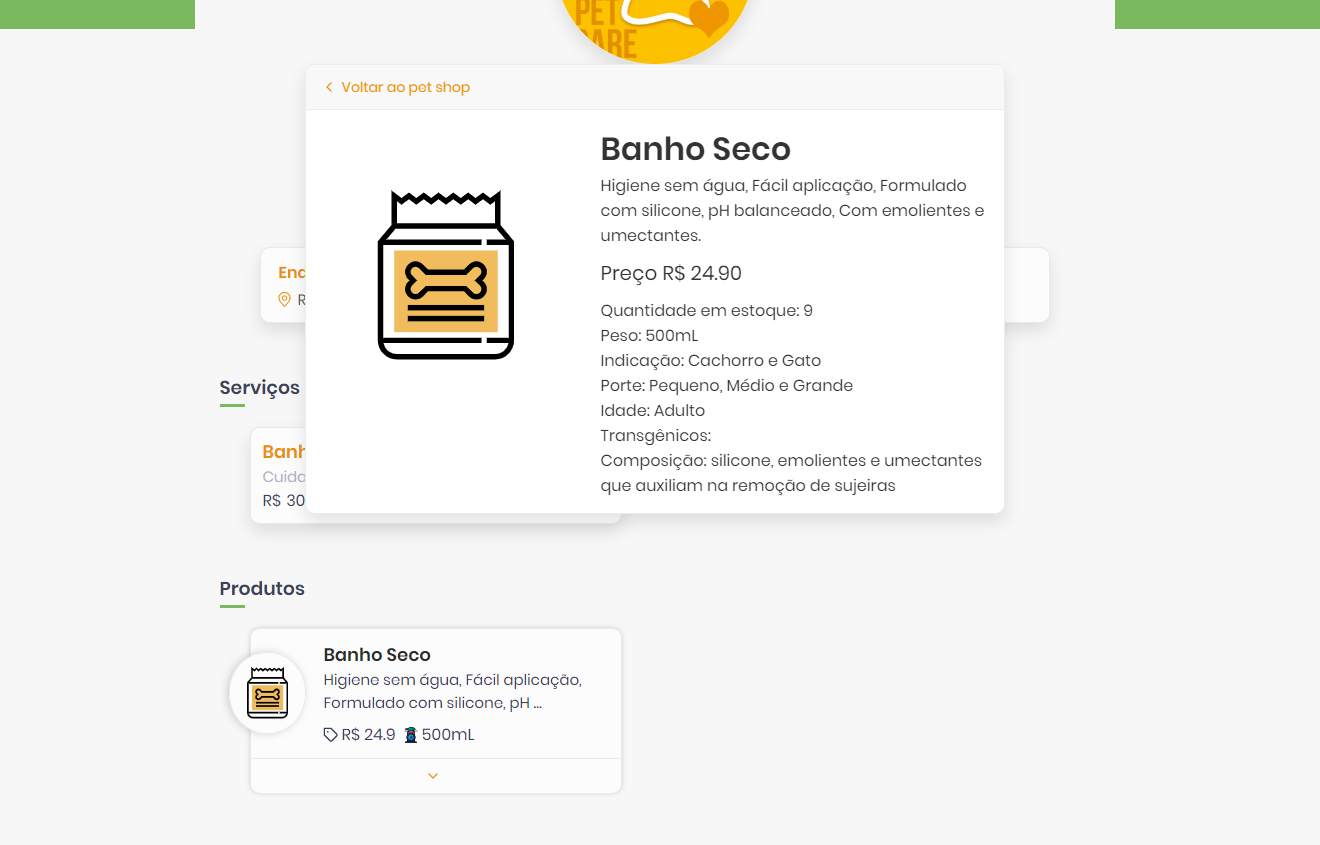 PET
CARE
Voltar ao pet shop
Banho Seco
Higiene sem água, Fácil aplicação, Formulado
com silicone, pH balanceado, Com emolientes e
umectantes.
Preço R$ 24.90
Quantidade em estoque: 9
Peso: 500mL
Indicação: Cachorro e Gato
Porte: Pequeno, Médio e Grande
Idade: Adulto
Transgênicos:
Composição: silicone, emolientes e umectantes
que auxiliam na remoção de sujeiras
End
R
Serviços
Banh
Cuida
R$ 30
Produtos
Banho Seco
Higiene sem água, Fácil aplicação,
Formulado com silicone, pH ...
R$ 24.9 500mL